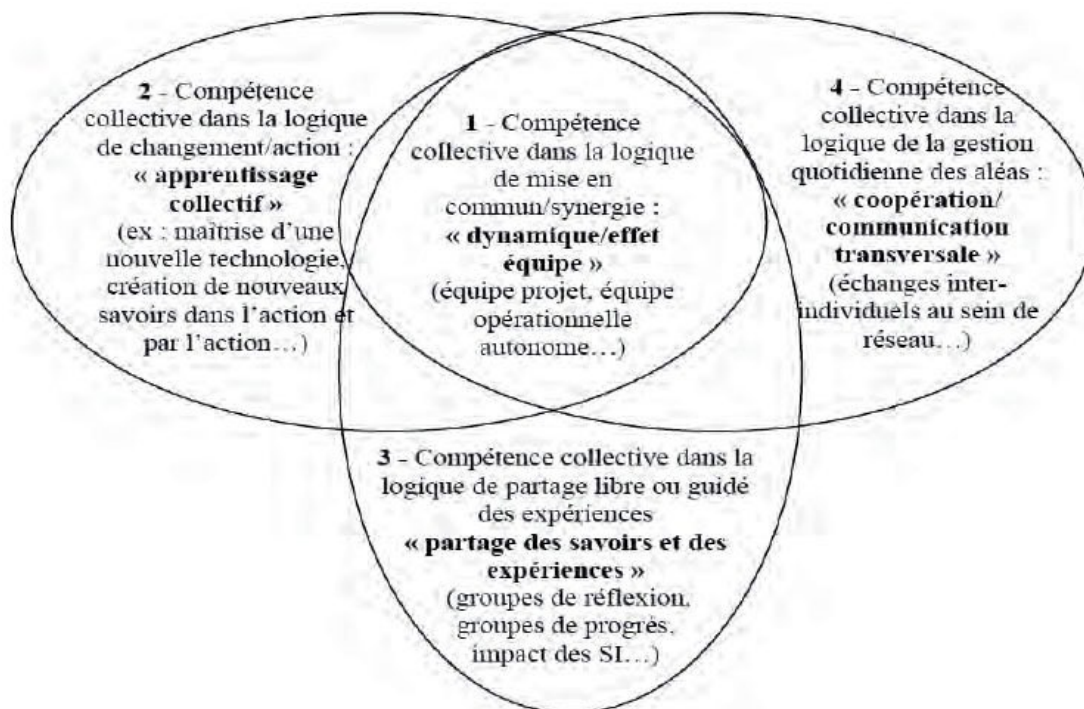 2 - Compétence
collective dans la logique
de changement/action :
« apprentissage
collectif »
(ex : maîtrise d'une
nouvelle technologie,
création de nouveaux
savoirs dans l'action et
par l'action…)
1 - Compétence
collective dans la logique
de mise en
commun/synergie :
« dynamique/effet
équipe »
(équipe projet, équipe
opérationnelle
autonome…)
4 - Compétence
collective dans la
logique de la gestion
quotidienne des aléas :
« coopération/
communication
transversale »
(échanges inter-
individuels au sein de
réseau…)
3 - Compétence collective dans la
logique de partage libre ou guidé
des expériences
« partage des savoirs et des
expériences »
(groupes de réflexion,
groupes de progrès,
impact des SI…)